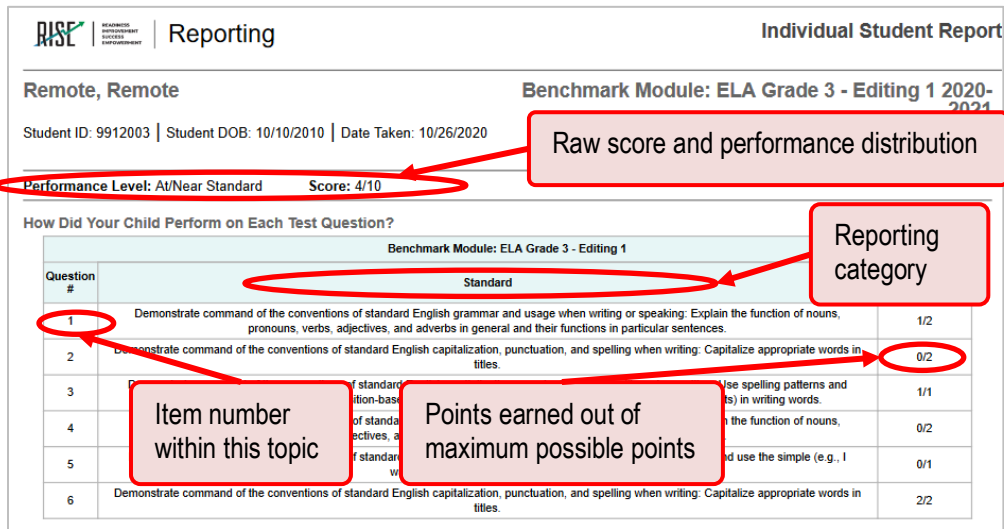 RISE READINESS IMPROVEMENT SUCCESS EMPOWERMENT Reporting
Individual Student Report
Remote, Remote
Benchmark Module: ELA Grade 3 - Editing 1 2020-
2021
Student ID: 9912003 | Student DOB: 10/10/2010 | Date Taken: 10/26/2020
Raw score and performance distribution
Performance Level: At/Near Standard Score: 4/10
How Did Your Child Perform on Each Test Question?
Reporting
category
Benchmark Module: ELA Grade 3 - Editing 1
Question
#
Standard
1
Demonstrate command of the conventions of standard English grammar and usage when writing or speaking: Explain the function of nouns,
pronouns, verbs, adjectives, and adverbs in general and their functions in particular sentences.
1/2
2
Demonstrate command of the conventions of standard English capitalization, punctuation, and spelling when writing: Capitalize appropriate words in
titles.
0/2
3
of standard Use spelling patterns and
in writing words.
1/1
Item number
within this topic
Points earned out of
maximum possible points
4
the function of nouns,
0/2
5
use the simple (e.g., I
0/1
6
Demonstrate command of the conventions of standard English capitalization, punctuation, and spelling when writing: Capitalize appropriate words in
titles.
2/2